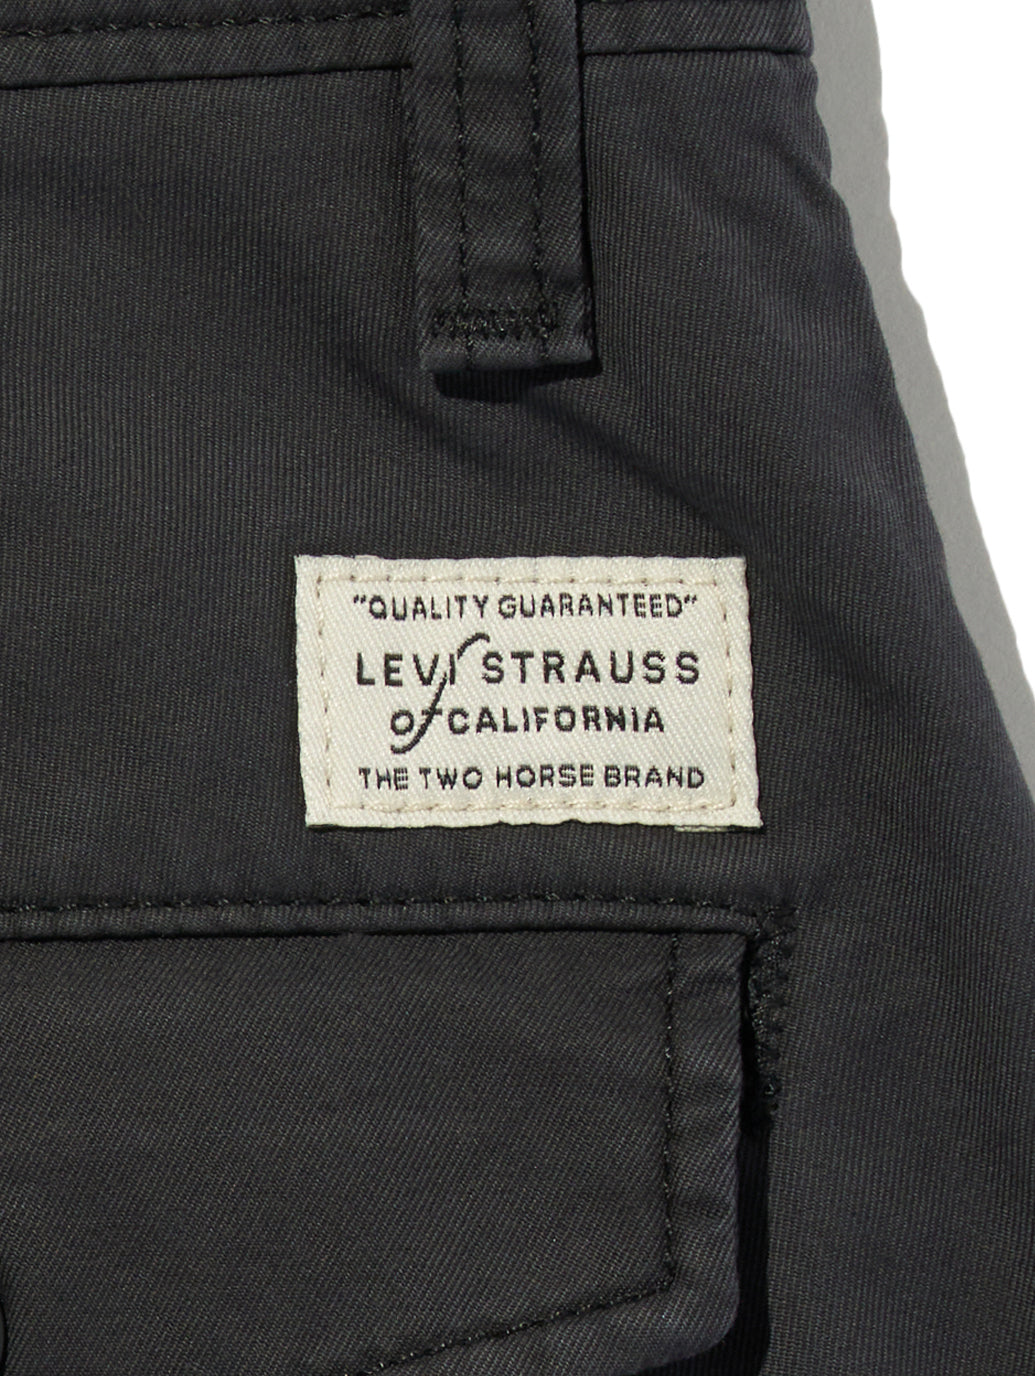 "QUALITY GUARANTEED"
LEVI STRAUSS
of CALIFORNIA
THE TWO HORSE BRAND